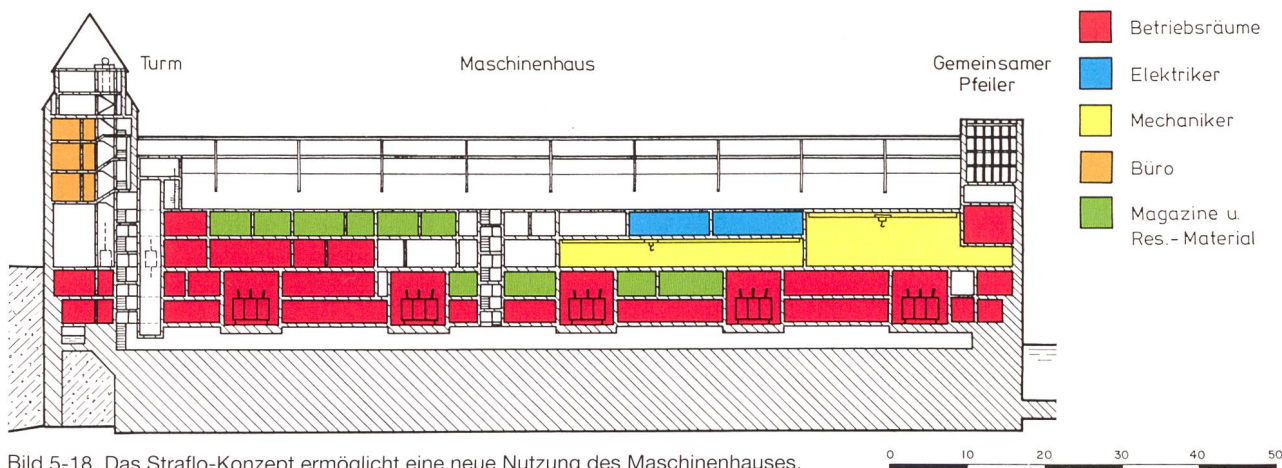 Turm
Maschinenhaus
Gemeinsamer
Pfeiler
Betriebsräume
Elektriker
Mechaniker
Büro
Magazine u.
Res.-Material
Bild 5-18 Das Straflo-Konzept ermöglicht eine neue Nutzung des Maschinenhauses.
0 10 20 30 40 50